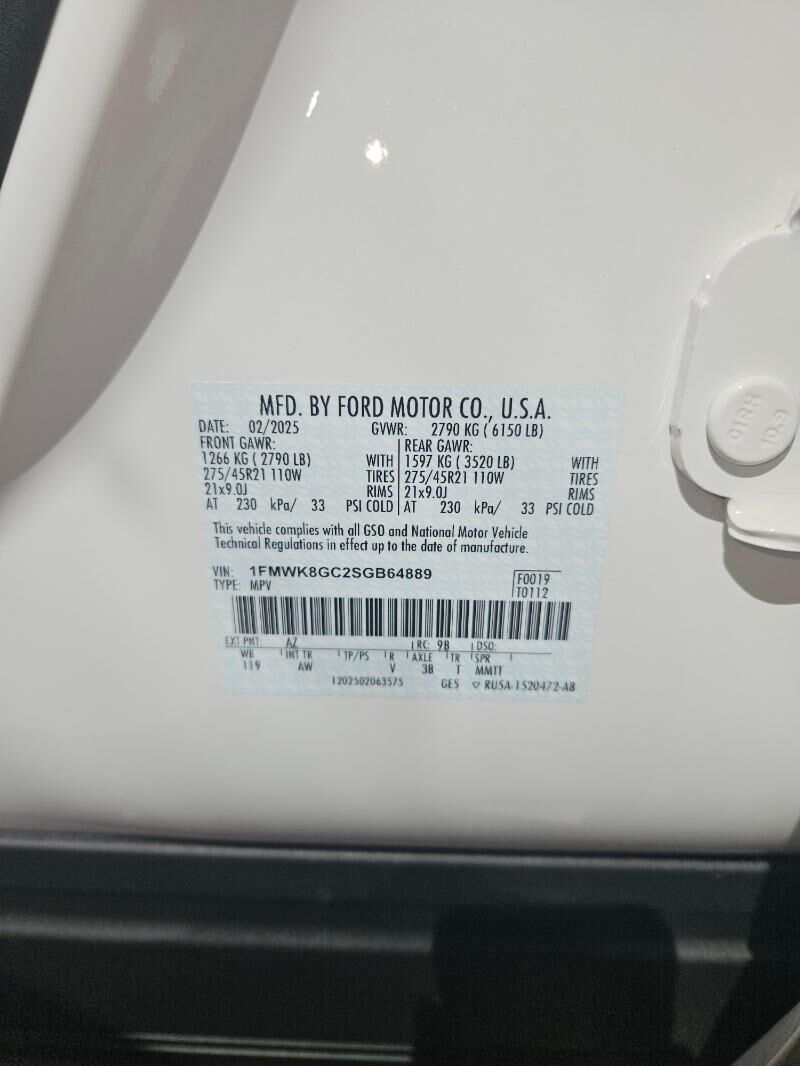 MFD. BY FORD MOTOR CO., U.S.A.
DATE: 02/2025 GVWR: 2790 KG ( 6150 LB)
FRONT GAWR: REAR GAWR:
1266 KG ( 2790 LB) WITH 1597 KG ( 3520 LB) WITH
275/45R21 110W TIRES 275/45R21 110W TIRES
21x9.0J RIMS 21x9.0J RIMS
AT 230 kPa/ 33 PSI COLD AT 230 kPa/ 33 PSI COLD
This vehicle complies with all GSO and National Motor Vehicle
Technical Regulations in effect up to the date of manufacture.
VIN: 1FMWK8GC2SGB64889 F0019
TYPE: MPV T0112
EXT PNT: AZ RC: 9B DSO:
WB INT TR TP/PS R AXLE TR SPR
119 AW V 3B T MMTT
1202502063575 GE5 ▽ RU5A-1520472-AB
01RH
10.9